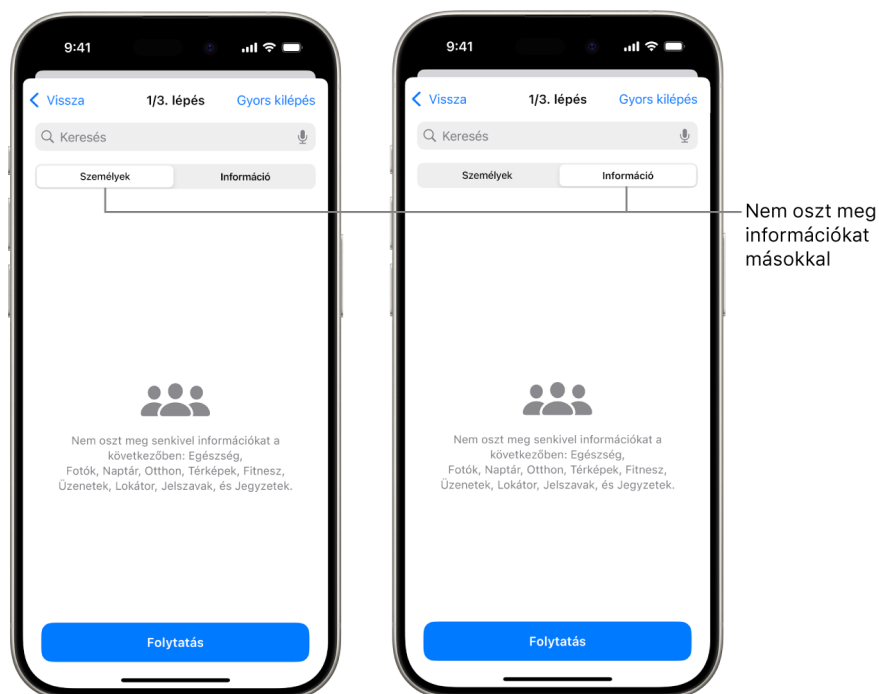 9:41
Vissza 1/3. lépés Gyors kilépés
Keresés
Személyek Információ
Nem oszt meg senkivel információkat a
következőben: Egészség,
Fotók, Naptár, Otthon, Térképek, Fitnesz,
Üzenetek, Lokátor, Jelszavak, és Jegyzetek.
Folytatás
9:41
Vissza 1/3. lépés Gyors kilépés
Keresés
Személyek Információ
Nem oszt meg senkivel információkat a
következőben: Egészség,
Fotók, Naptár, Otthon, Térképek, Fitnesz,
Üzenetek, Lokátor, Jelszavak, és Jegyzetek.
Folytatás
Nem oszt meg
információkat
másokkal